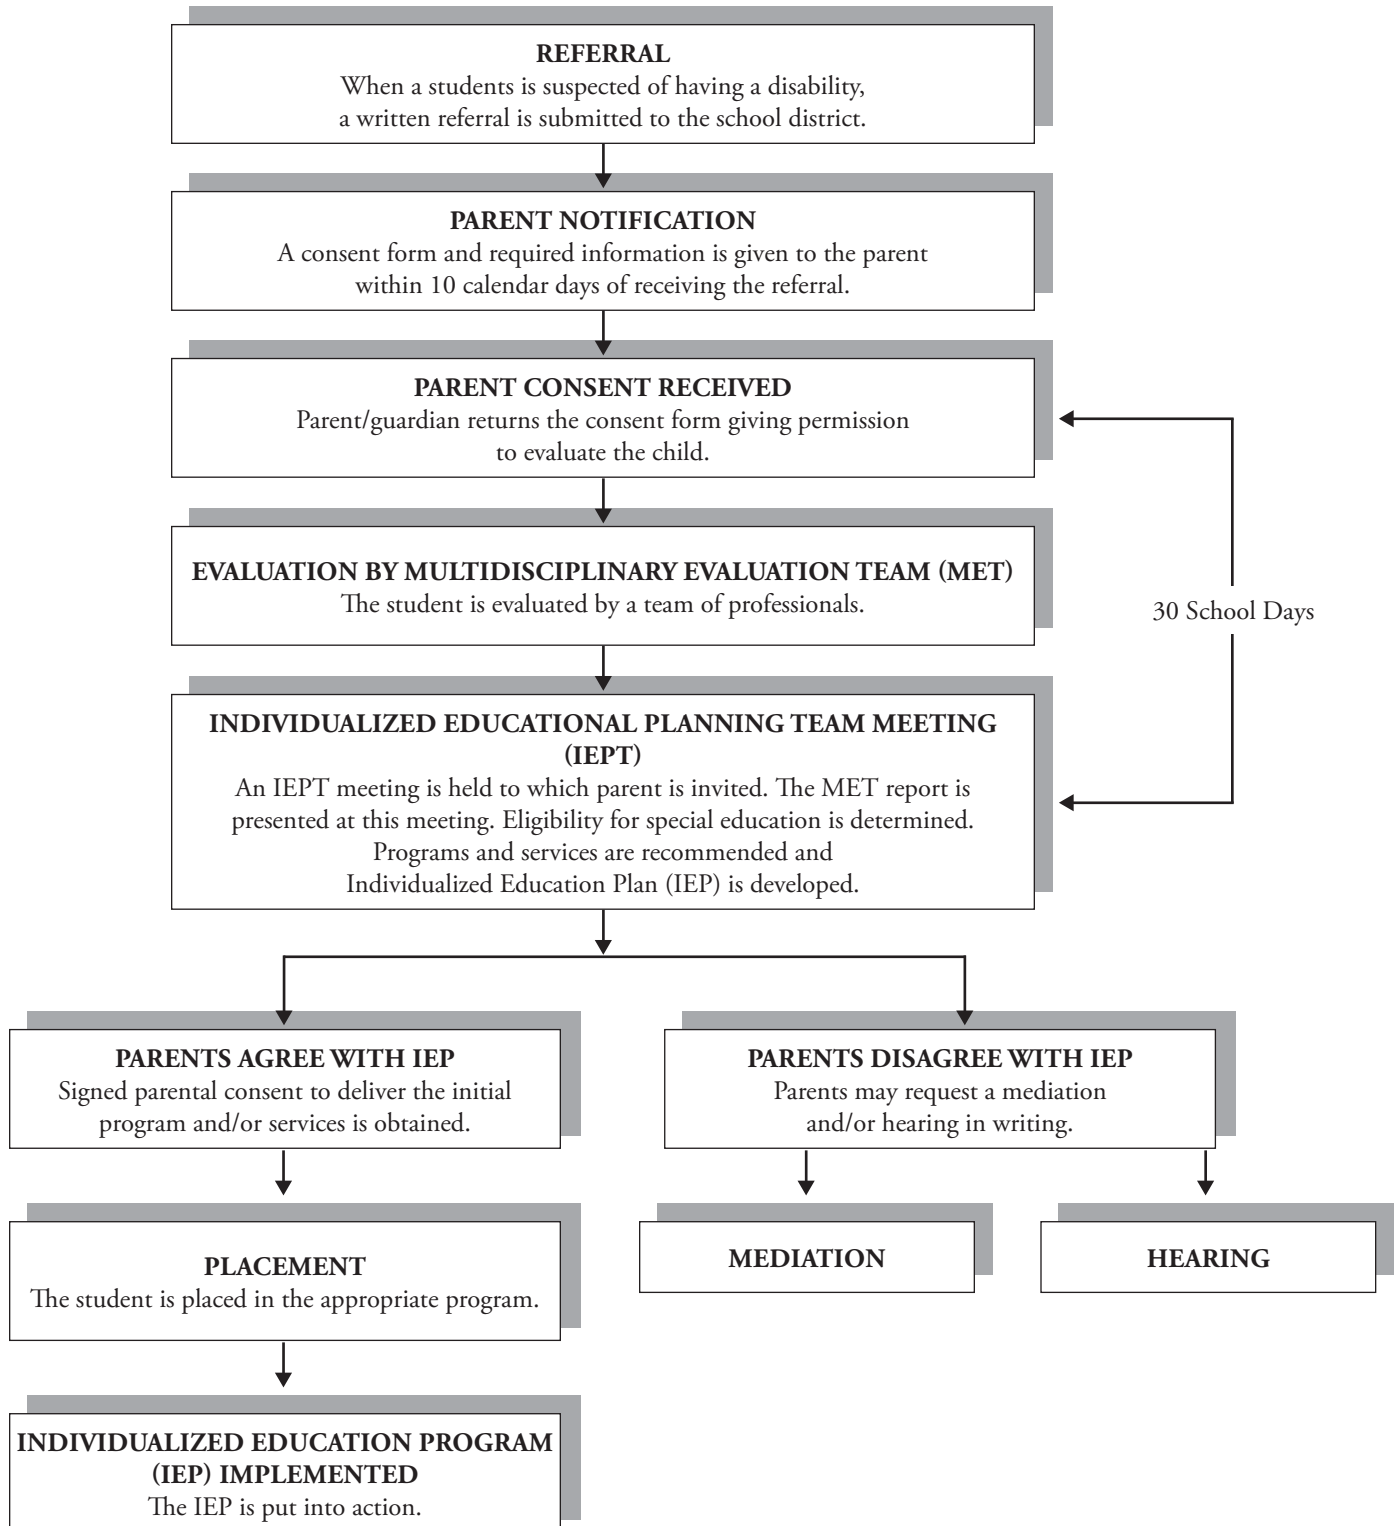 REFERRAL
When a students is suspected of having a disability,
a written referral is submitted to the school district.
PARENT NOTIFICATION
A consent form and required information is given to the parent
within 10 calendar days of receiving the referral.
PARENT CONSENT RECEIVED
Parent/guardian returns the consent form giving permission
to evaluate the child.
EVALUATION BY MULTIDISCIPLINARY EVALUATION TEAM (MET)
The student is evaluated by a team of professionals.
30 School Days
INDIVIDUALIZED EDUCATIONAL PLANNING TEAM MEETING
(IEPT)
An IEPT meeting is held to which parent is invited. The MET report is
presented at this meeting. Eligibility for special education is determined.
Programs and services are recommended and
Individualized Education Plan (IEP) is developed.
PARENTS AGREE WITH IEP
Signed parental consent to deliver the initial
program and/or services is obtained.
PARENTS DISAGREE WITH IEP
Parents may request a mediation
and/or hearing in writing.
PLACEMENT
The student is placed in the appropriate program.
MEDIATION
HEARING
INDIVIDUALIZED EDUCATION PROGRAM
(IEP) IMPLEMENTED
The IEP is put into action.